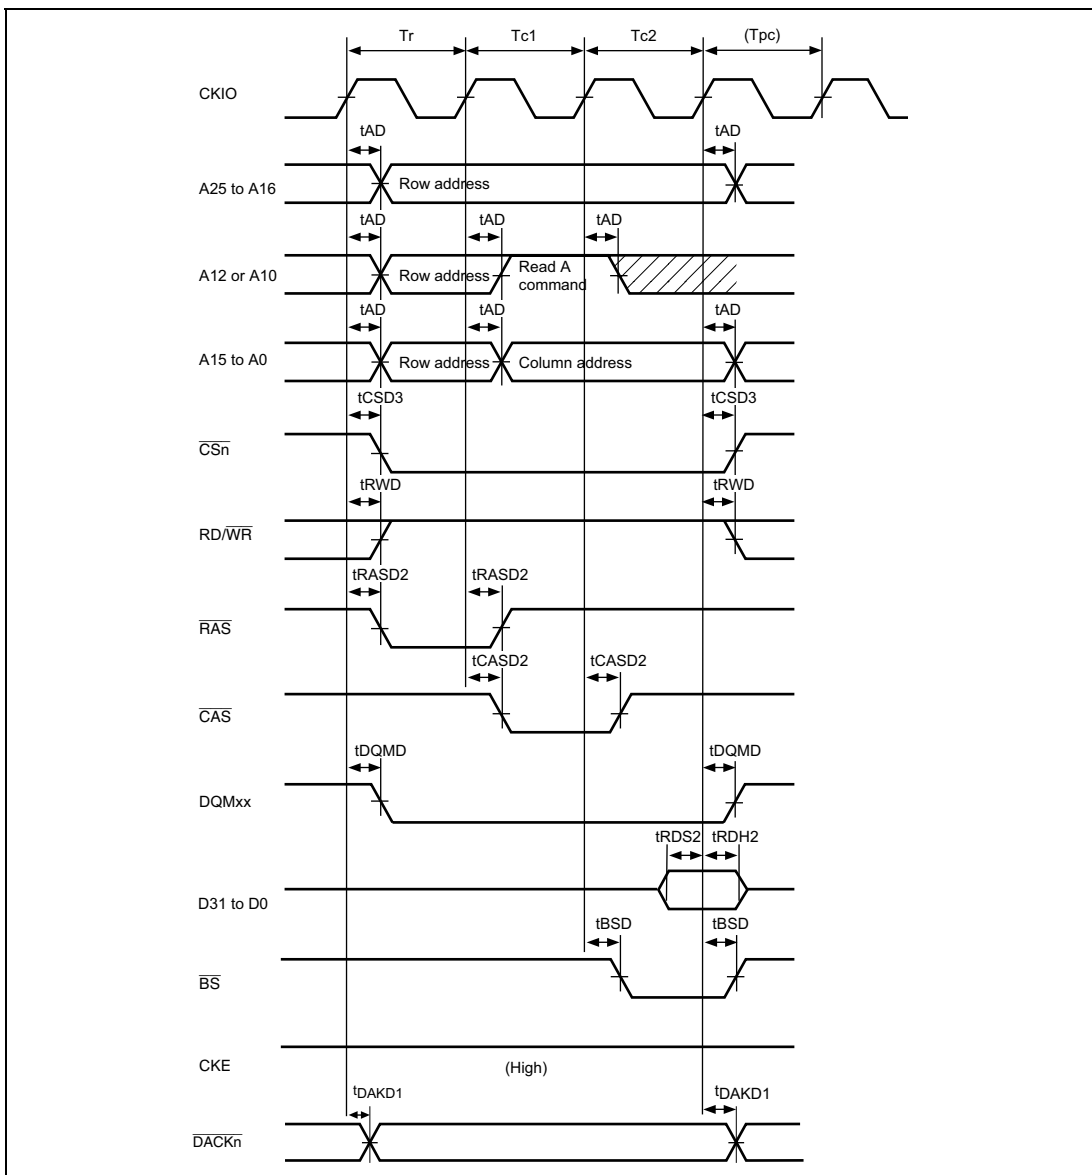 Tr Tc1 Tc2 (Tpc)
CKIO
tAD tAD
A25 to A16 Row address
tAD tAD tAD
A12 or A10 Row address Read A command
tAD tAD tAD
A15 to A0 Row address Column address
tCSD3 tCSD3
CSn
tRWD tRWD
RD/WR
tRASD2 tRASD2
RAS
tCASD2 tCASD2
CAS
tDQMD tDQMD
DQMxx
tRDS2 tRDH2
D31 to D0
tBSD tBSD
BS
CKE (High)
tDAKD1 tDAKD1
DACKn